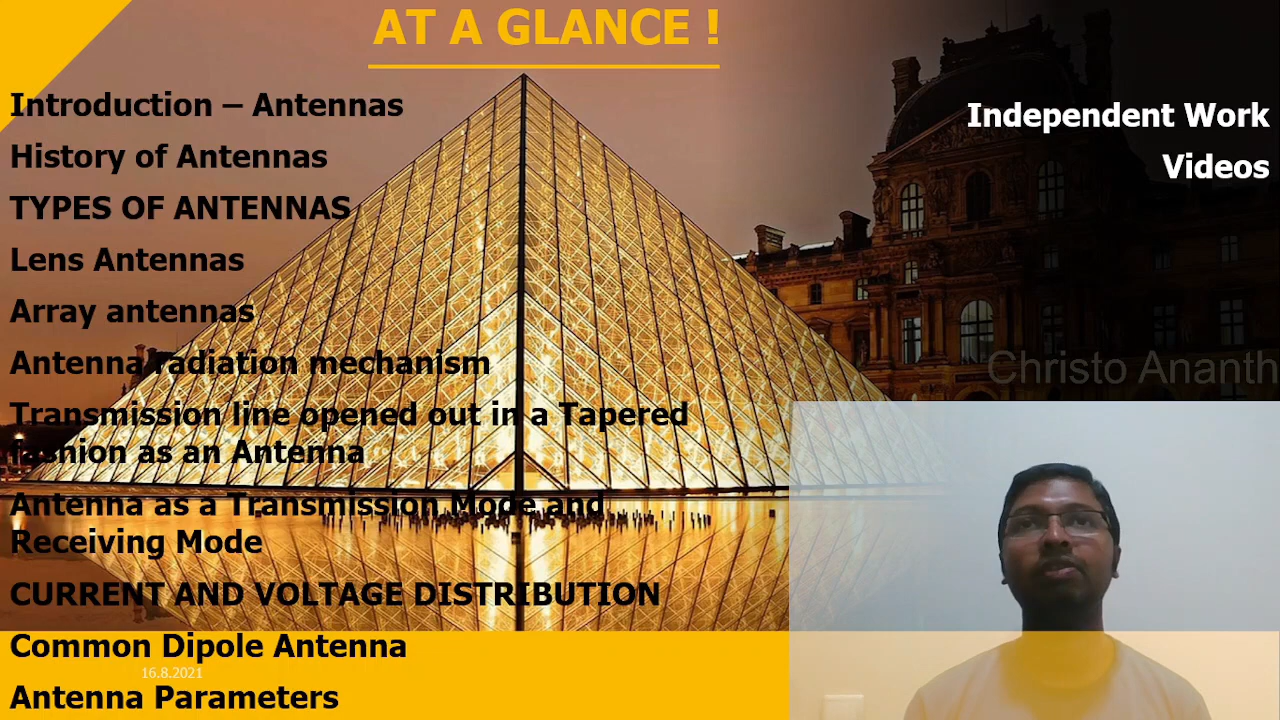 AT A GLANCE !
Introduction – Antennas
History of Antennas
TYPES OF ANTENNAS
Lens Antennas
Array antennas
Antenna radiation mechanism
Transmission line opened out in a Tapered
fashion as an Antenna
Antenna as a Transmission Mode and
Receiving Mode
CURRENT AND VOLTAGE DISTRIBUTION
Common Dipole Antenna
16.8.2021
Antenna Parameters
Independent Work
Videos
Christo Ananth